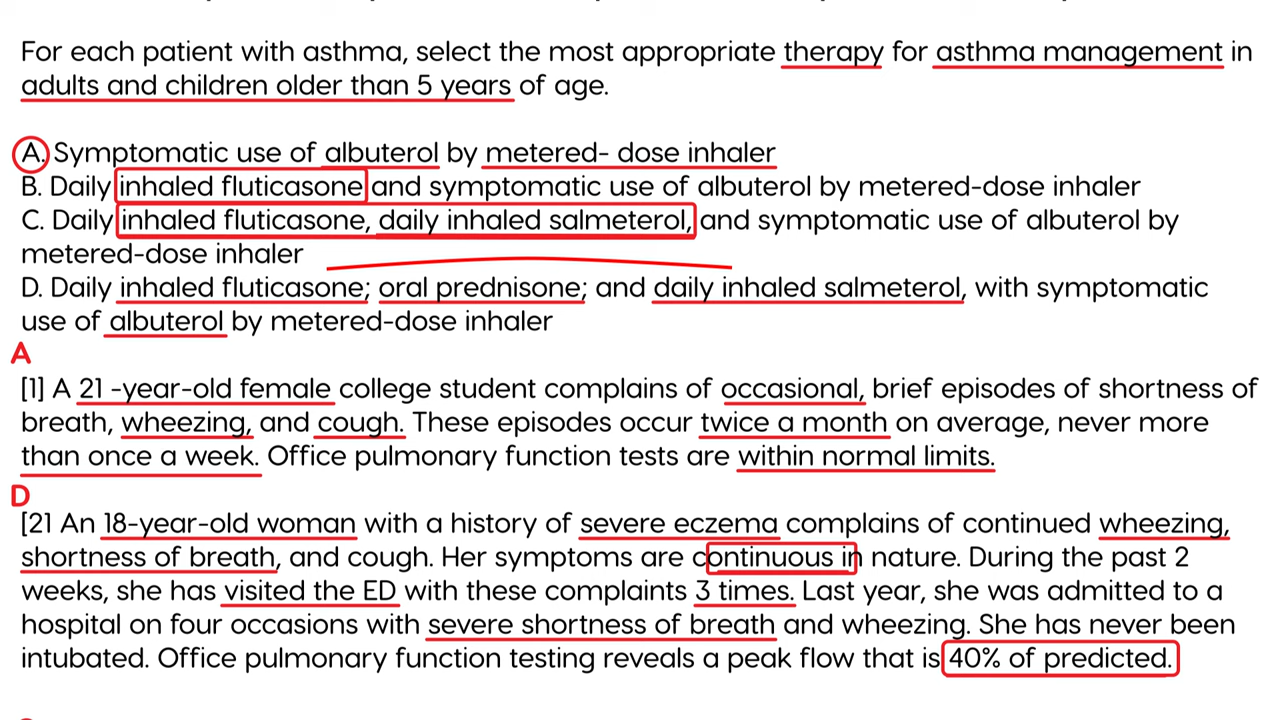 For each patient with asthma, select the most appropriate therapy for asthma management in
adults and children older than 5 years of age.
A. Symptomatic use of albuterol by metered- dose inhaler
B. Daily inhaled fluticasone and symptomatic use of albuterol by metered-dose inhaler
C. Daily inhaled fluticasone, daily inhaled salmeterol, and symptomatic use of albuterol by
metered-dose inhaler
D. Daily inhaled fluticasone; oral prednisone; and daily inhaled salmeterol, with symptomatic
use of albuterol by metered-dose inhaler
A
[1] A 21 -year-old female college student complains of occasional, brief episodes of shortness of
breath, wheezing, and cough. These episodes occur twice a month on average, never more
than once a week. Office pulmonary function tests are within normal limits.
D
[21 An 18-year-old woman with a history of severe eczema complains of continued wheezing,
shortness of breath, and cough. Her symptoms are continuous in nature. During the past 2
weeks, she has visited the ED with these complaints 3 times. Last year, she was admitted to a
hospital on four occasions with severe shortness of breath and wheezing. She has never been
intubated. Office pulmonary function testing reveals a peak flow that is 40% of predicted.